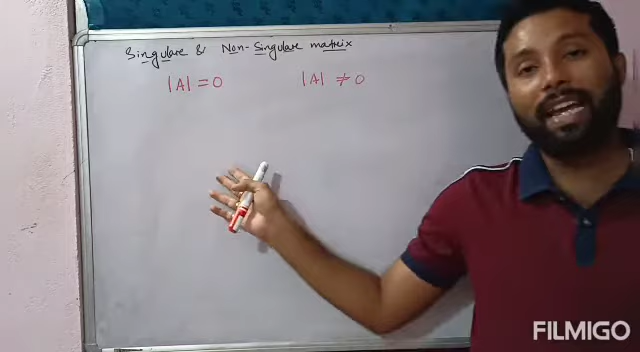 Singulare & Non-Singulare matrix
|A| = 0 |A| ≠ 0
FILMIGO